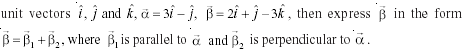 unit vectors î, ĵ and k̂, α⃗ = 3î − ĵ, β⃗ = 2î + ĵ − 3k̂, then express β⃗ in the form
β⃗ = β⃗₁ + β⃗₂, where β⃗₁ is parallel to α⃗ and β⃗₂ is perpendicular to α⃗.